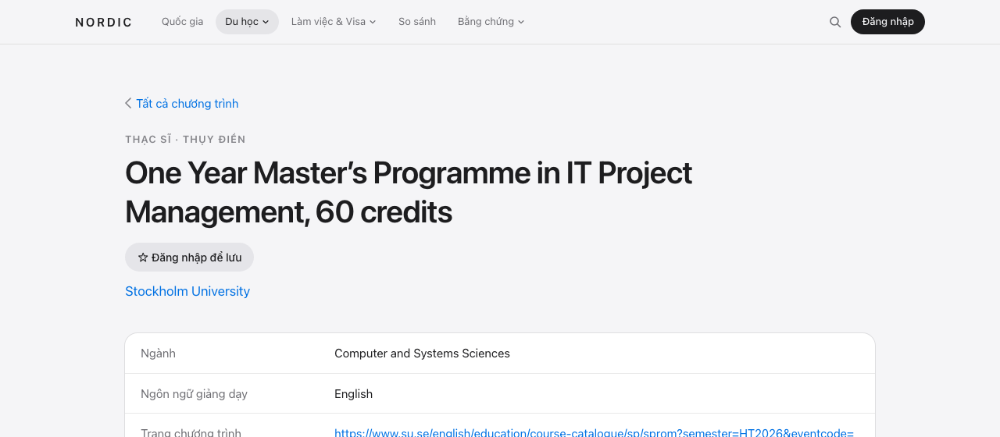 NORDIC
Quốc gia
Du học
Làm việc & Visa
So sánh
Bằng chứng
Đăng nhập
Tất cả chương trình
THẠC SĨ · THỤY ĐIỂN
One Year Master’s Programme in IT Project
Management, 60 credits
Đăng nhập để lưu
Stockholm University
Ngành
Computer and Systems Sciences
Ngôn ngữ giảng dạy
English
Trang chương trình
https://www.su.se/english/education/course-catalogue/sp/sprom?semester=HT2026&eventcode=